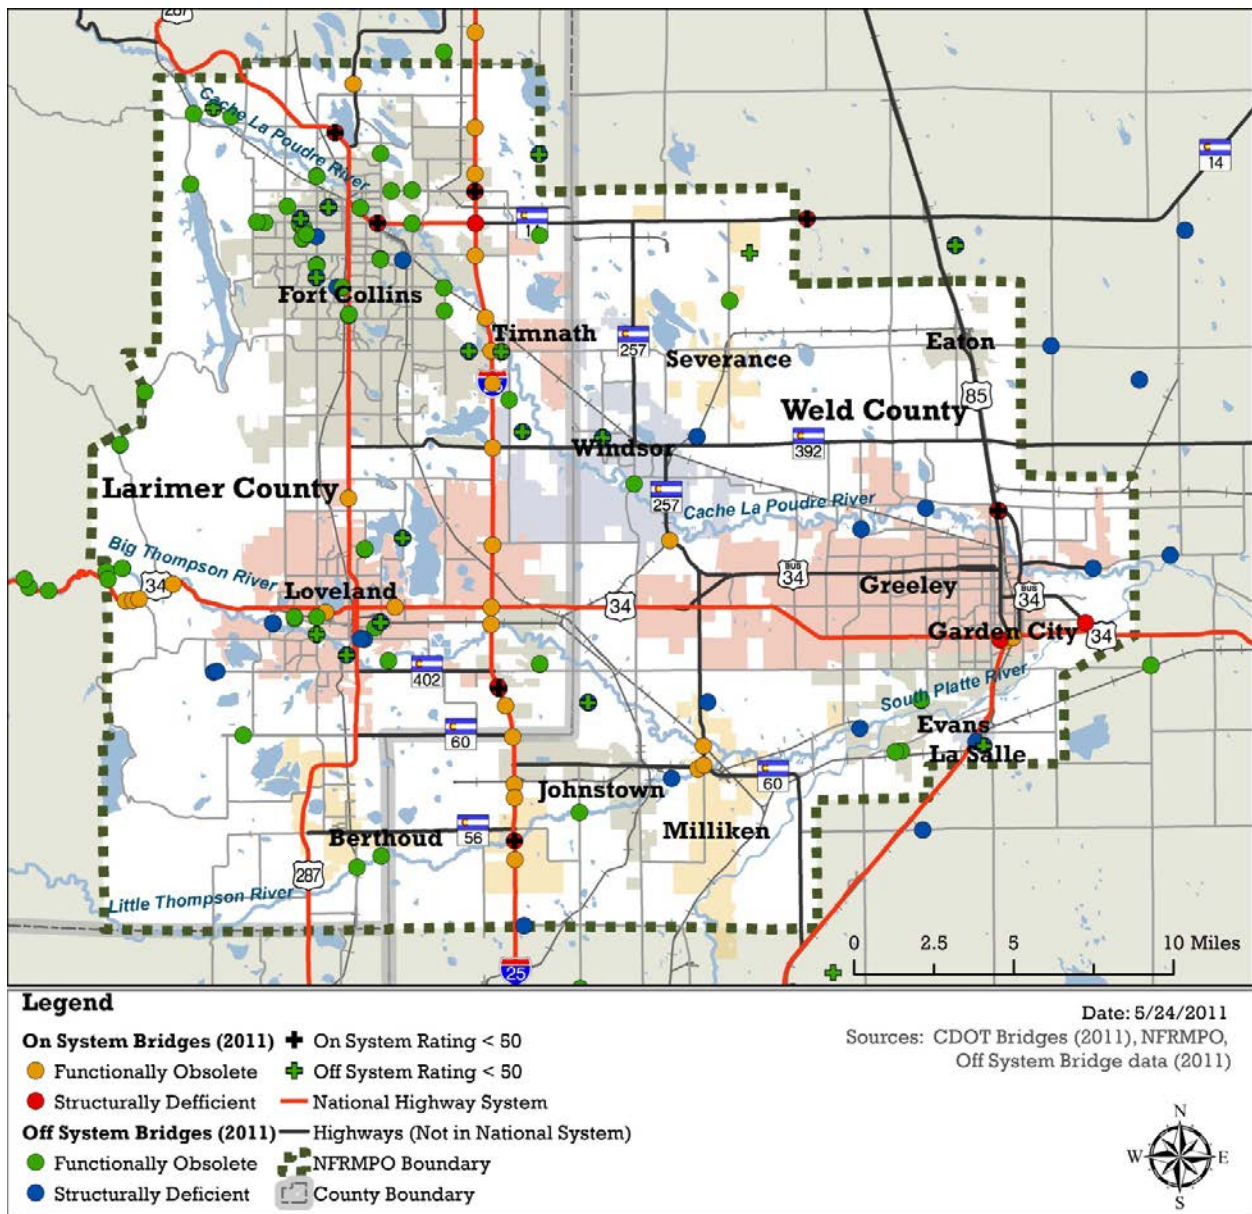 287
Cache La Poudre River
14
14
Fort Collins
Timnath
257
Severance
Eaton
85
Weld County
Windsor
392
Larimer County
257
Cache La Poudre River
Big Thompson River
34
Loveland
34
BUS
34
Greeley
BUS
34
Garden City
34
402
South Platte River
60
Evans
La Salle
Johnstown
60
Berthoud
56
Milliken
287
Little Thompson River
25
0 2.5 5 10 Miles
Legend
On System Bridges (2011)
Functionally Obsolete
Structurally Defficient
Off System Bridges (2011)
Functionally Obsolete
Structurally Deficient
On System Rating < 50
Off System Rating < 50
National Highway System
Highways (Not in National System)
NFRMPO Boundary
County Boundary
Date: 5/24/2011
Sources: CDOT Bridges (2011), NFRMPO,
Off System Bridge data (2011)
N
W E
S